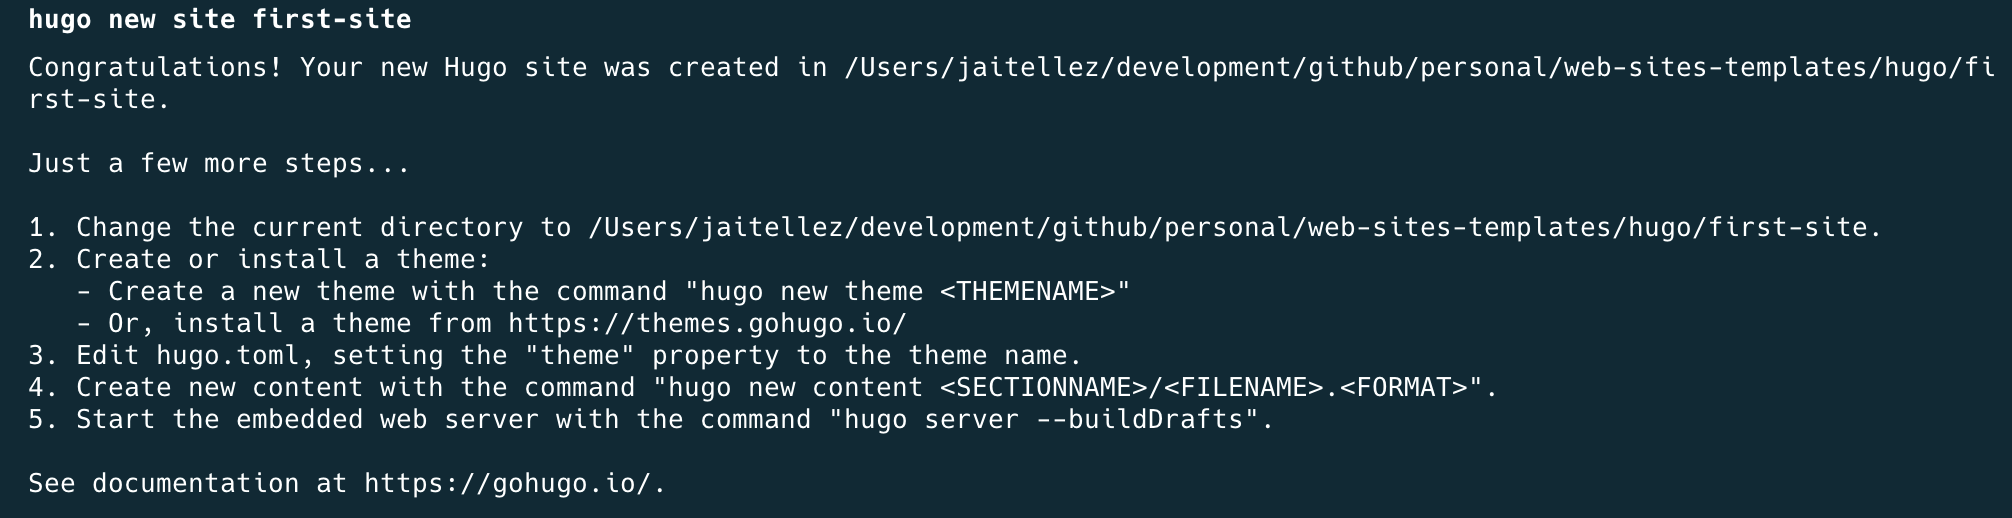 hugo new site first-site
Congratulations! Your new Hugo site was created in /Users/jaitellez/development/github/personal/web-sites-templates/hugo/fi
rst-site.
Just a few more steps...
1. Change the current directory to /Users/jaitellez/development/github/personal/web-sites-templates/hugo/first-site.
2. Create or install a theme:
   - Create a new theme with the command "hugo new theme <THEMENAME>"
   - Or, install a theme from https://themes.gohugo.io/
3. Edit hugo.toml, setting the "theme" property to the theme name.
4. Create new content with the command "hugo new content <SECTIONNAME>/<FILENAME>.<FORMAT>".
5. Start the embedded web server with the command "hugo server --buildDrafts".
See documentation at https://gohugo.io/.